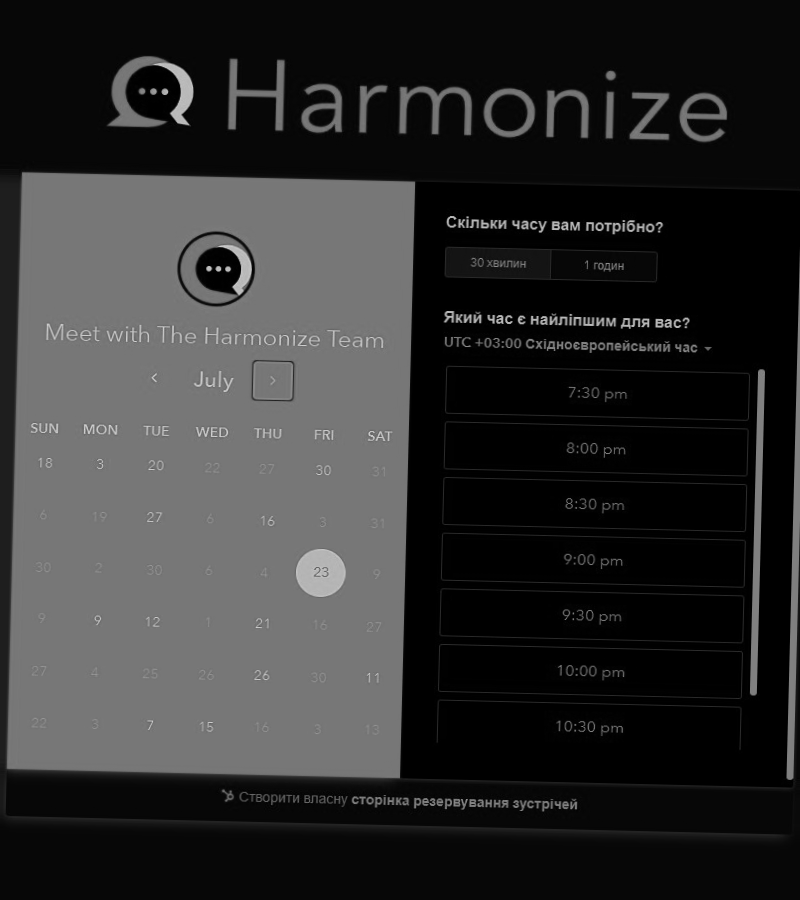 Harmonize
Meet with The Harmonize Team
July
SUN MON TUE WED THU FRI SAT
18 3 20 22 27 30 31
6 19 27 6 16 3 31
30 2 30 6 4 23 9
9 9 12 1 21 16 27
27 4 25 26 26 30 11
22 3 7 15 16 3 13
Скільки часу вам потрібно?
30 хвилин 1 годин
Який час є найліпшим для вас?
UTC +03:00 Східноєвропейський час
7:30 pm
8:00 pm
8:30 pm
9:00 pm
9:30 pm
10:00 pm
10:30 pm
Створити власну сторінка резервування зустрічей